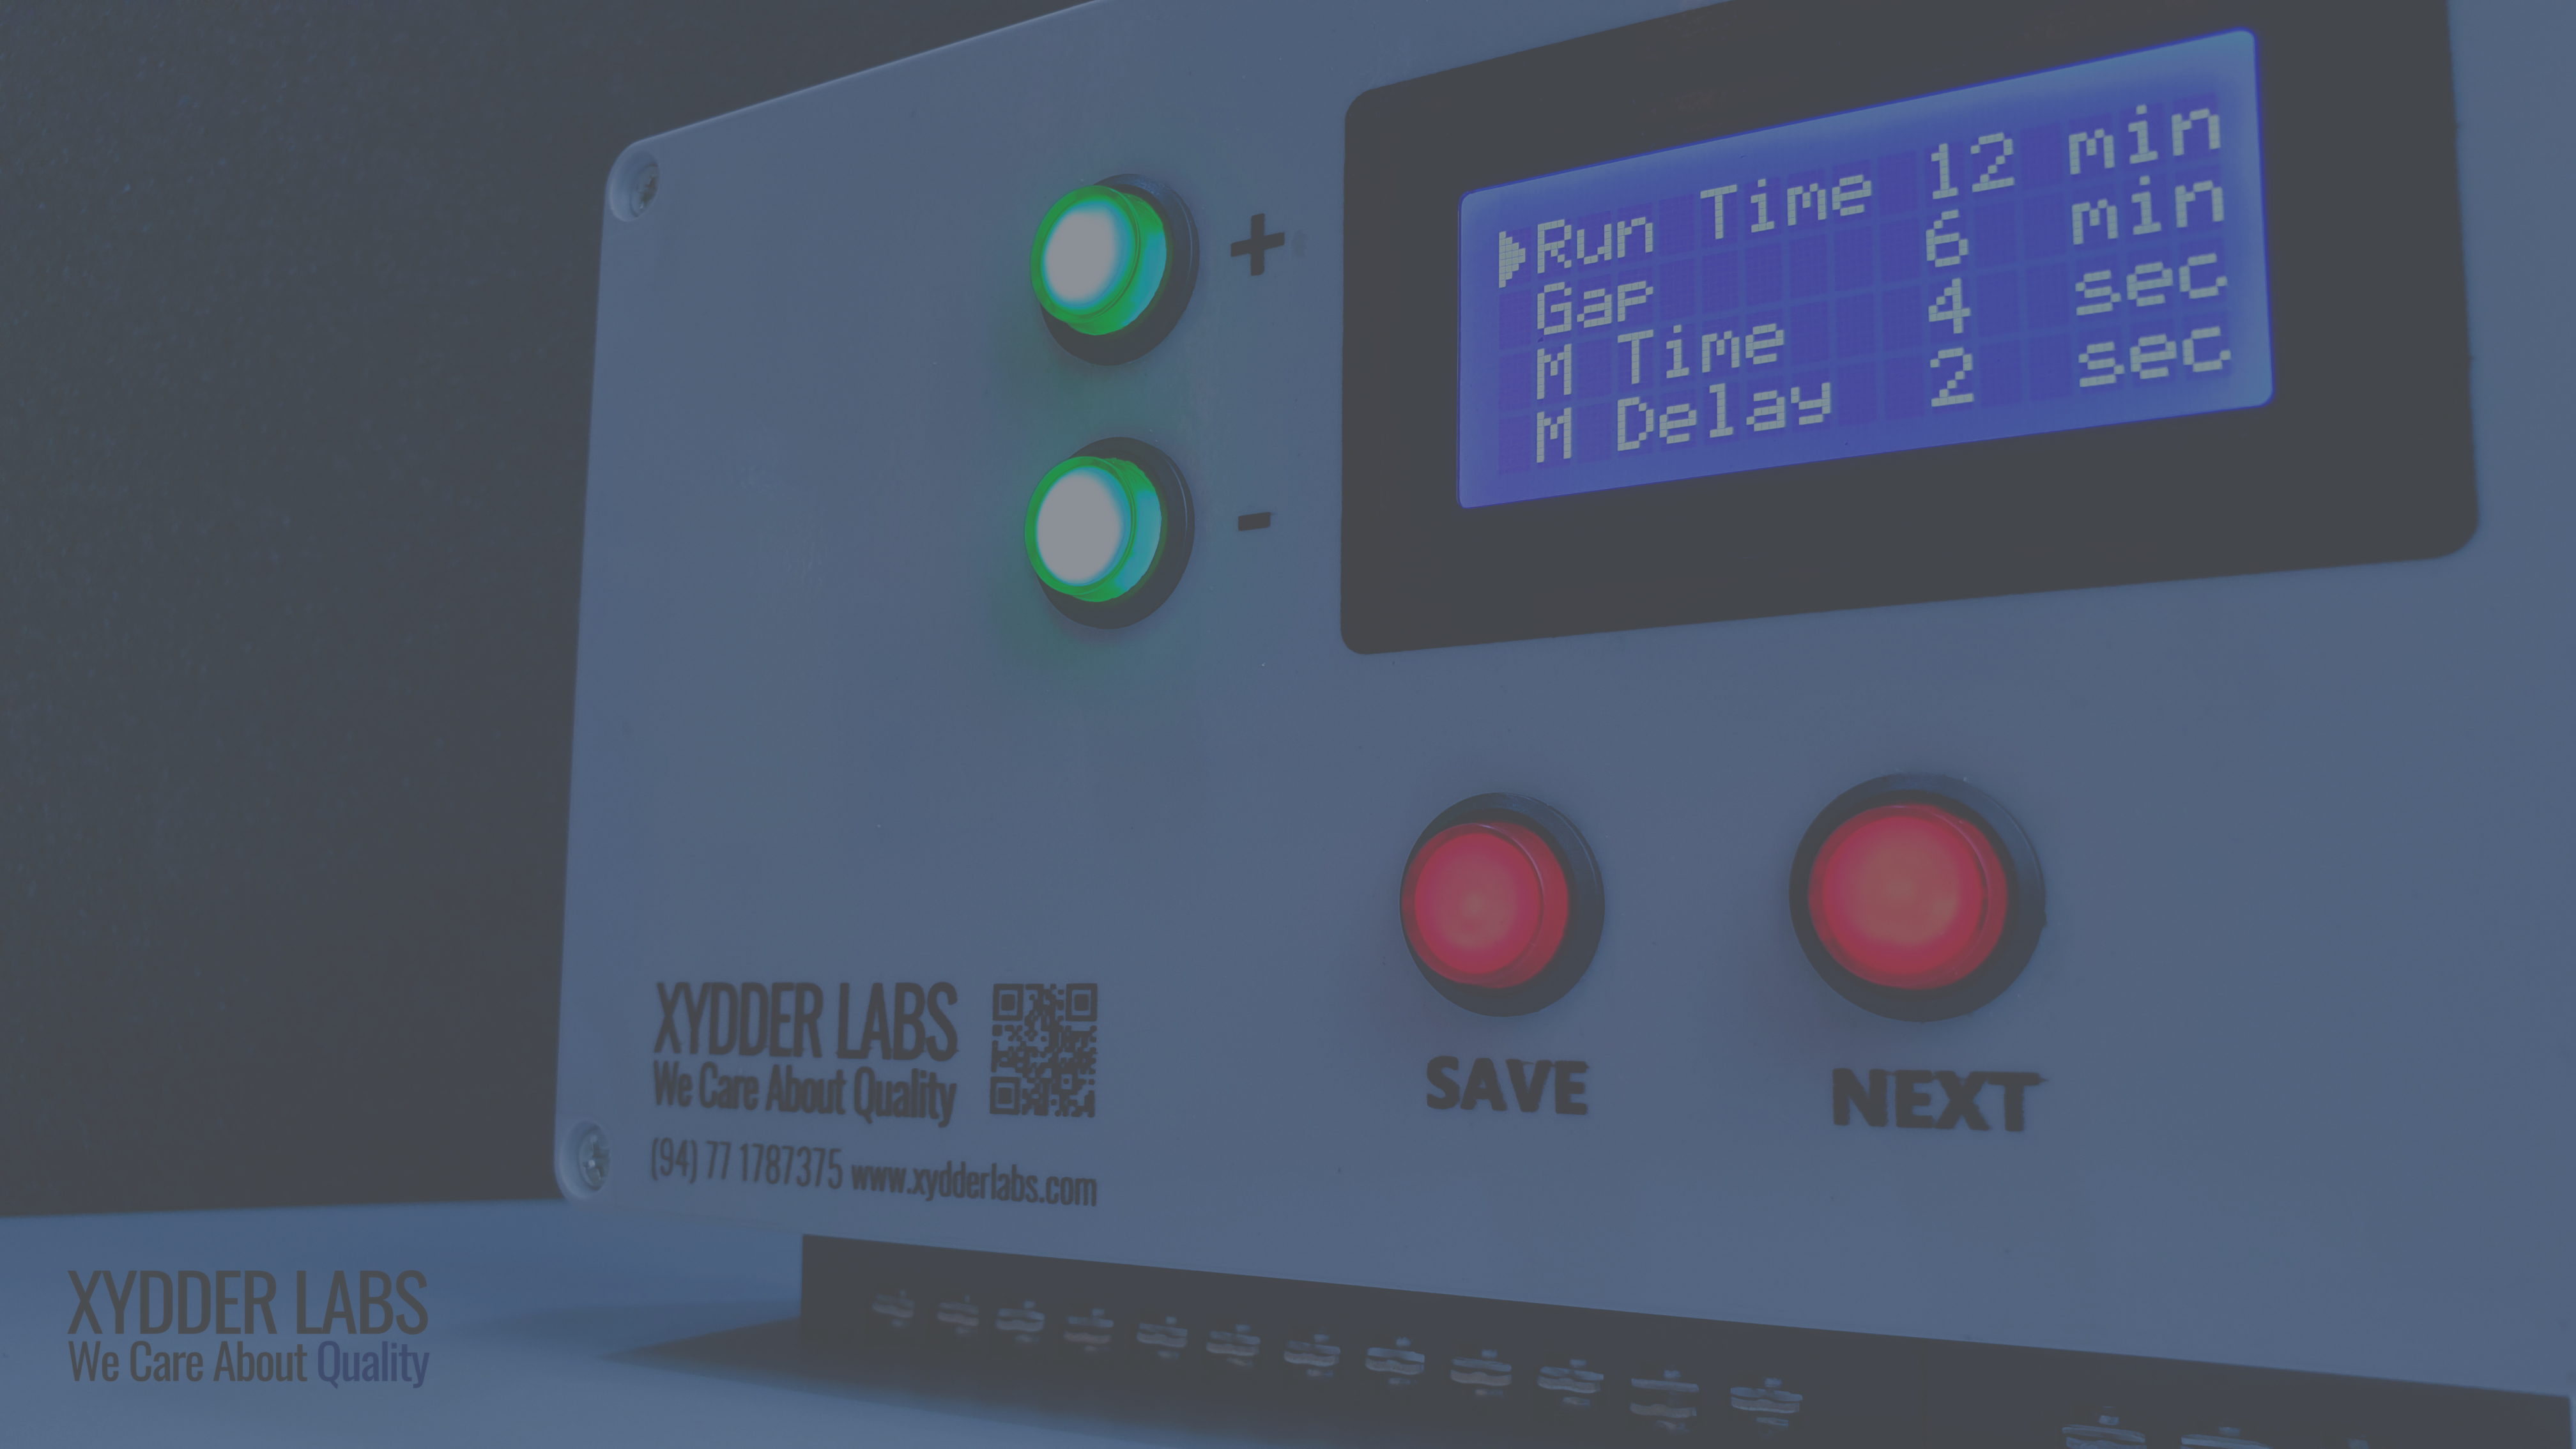 Run Time 12 min
Gap 6 min
M Time 4 sec
M Delay 2 sec
+
-
SAVE
NEXT
XYDDER LABS
We Care About Quality
(94) 77 1787375 www.xydderlabs.com
XYDDER LABS
We Care About Quality